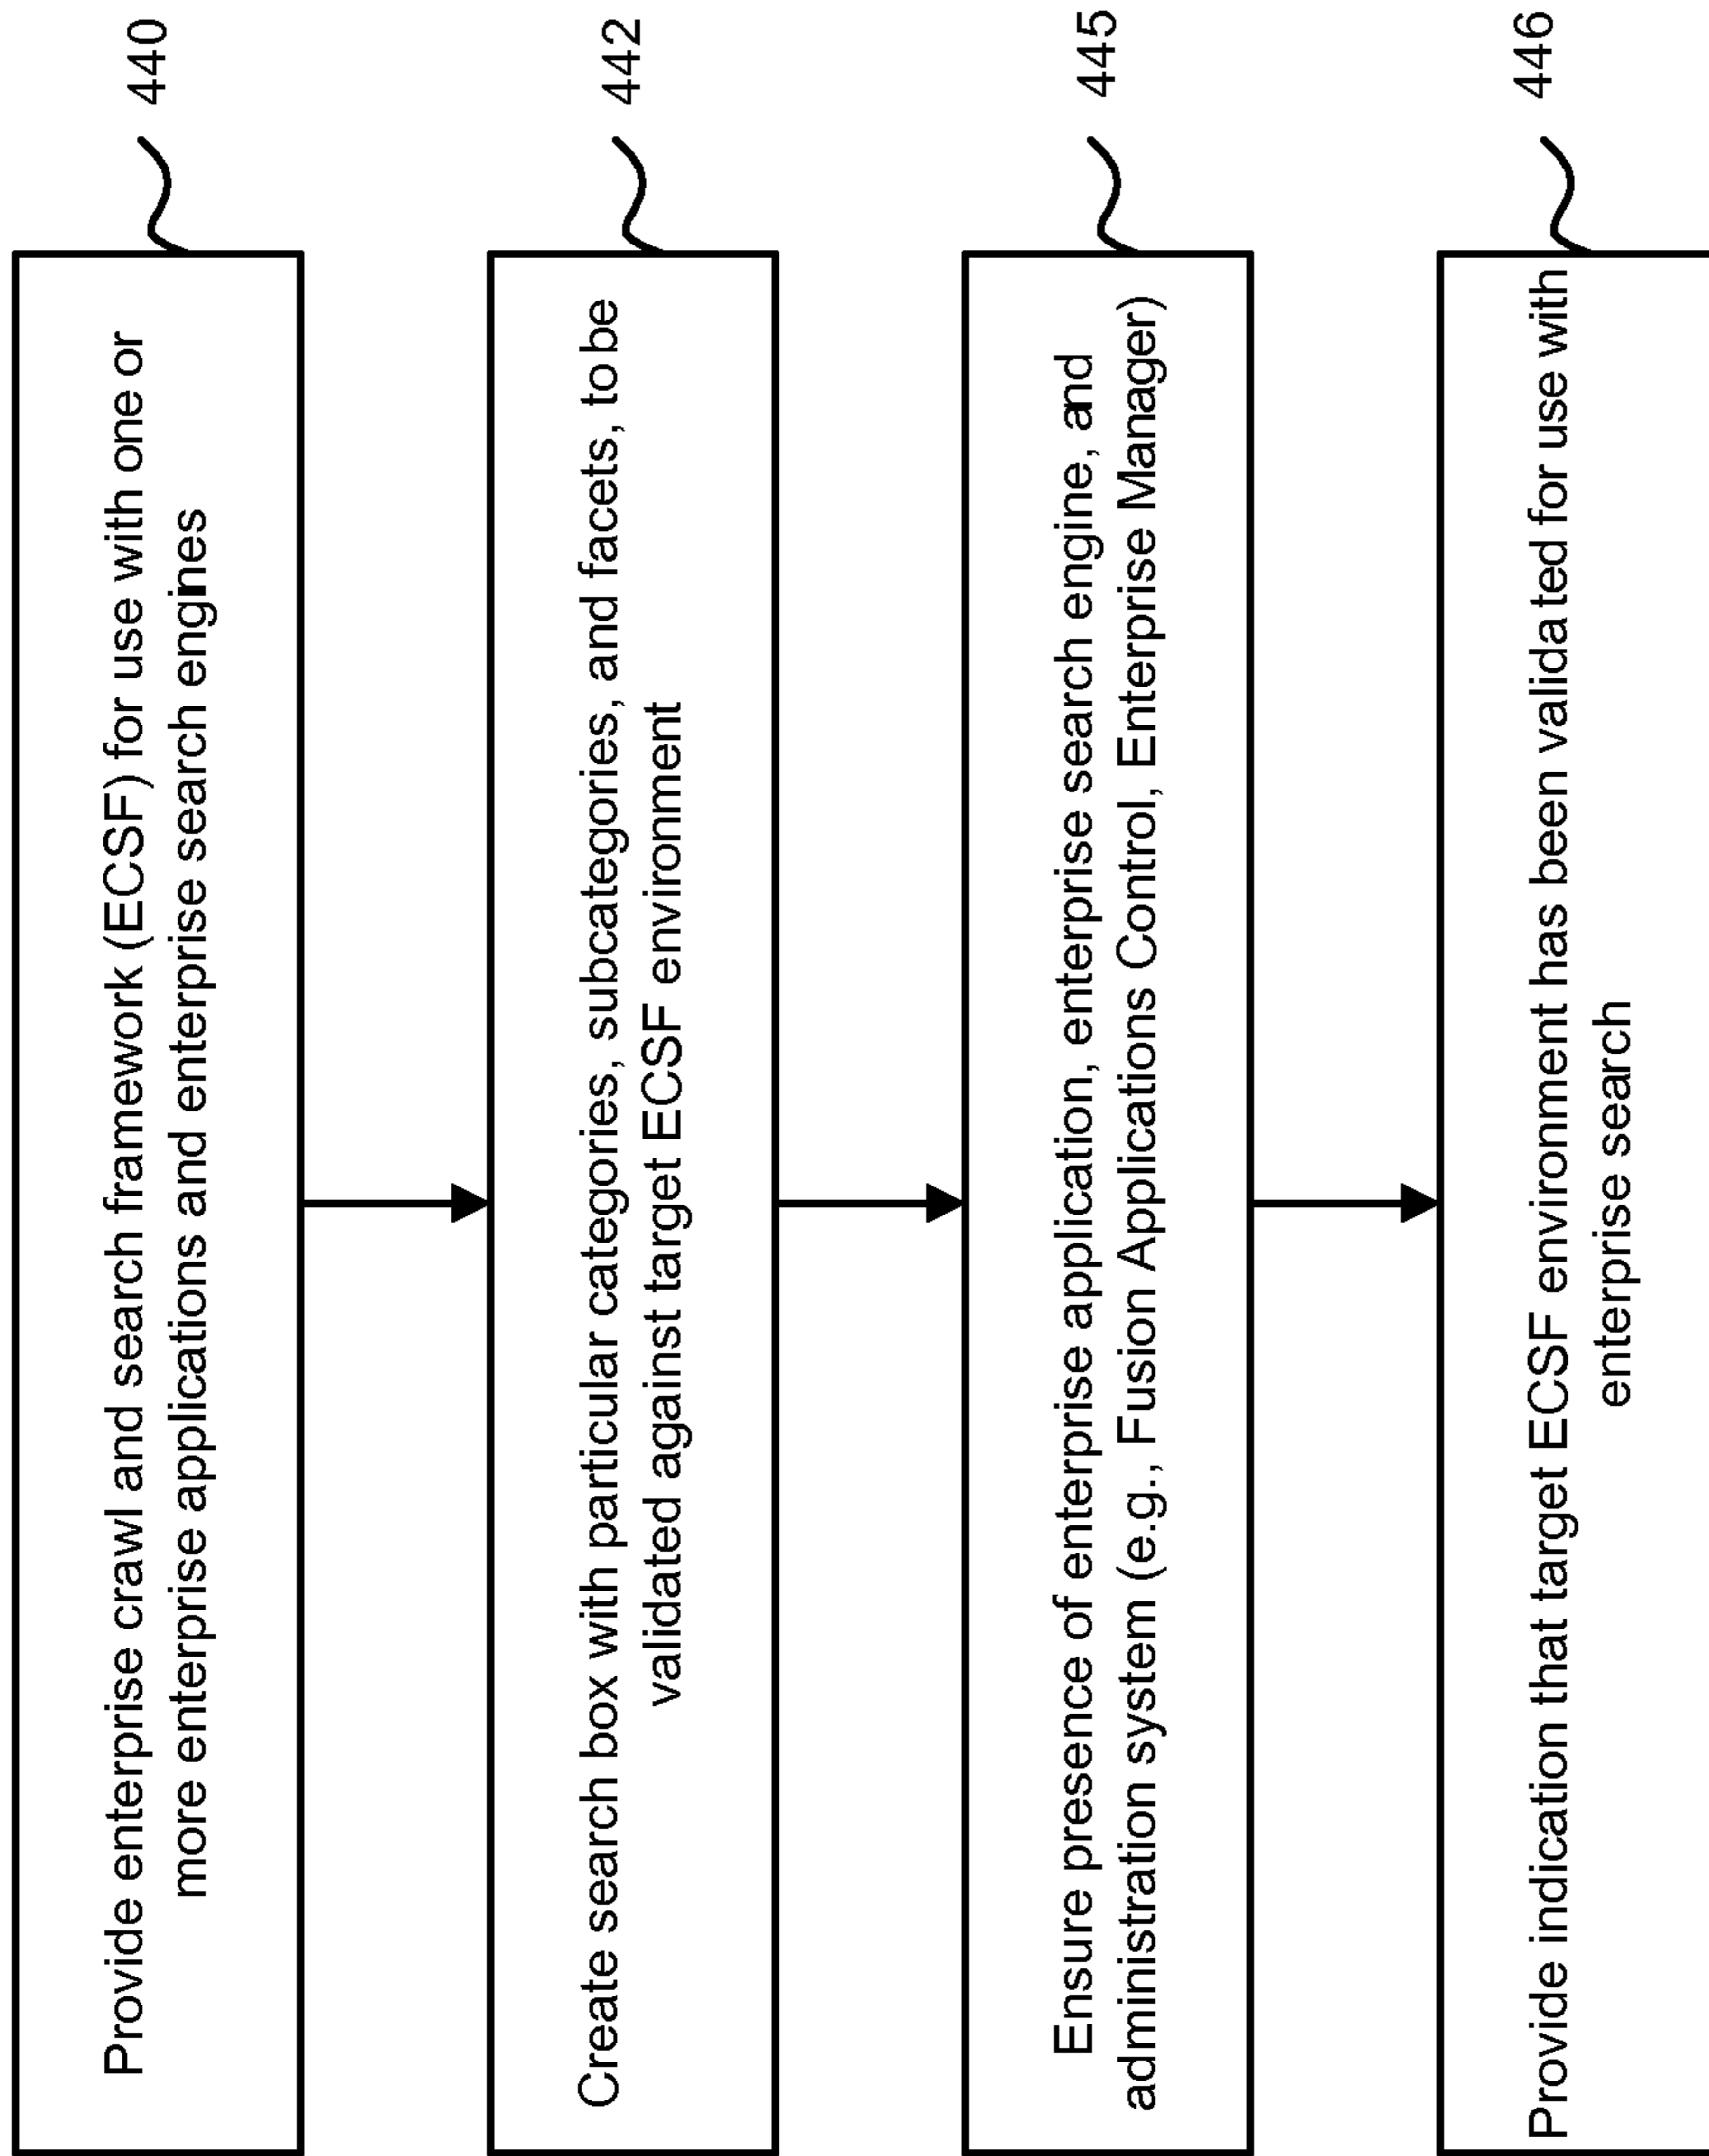 Provide enterprise crawl and search framework (ECSF) for use with one or
more enterprise applications and enterprise search engines
440
Create search box with particular categories, subcategories, and facets, to be
validated against target ECSF environment
442
Ensure presence of enterprise application, enterprise search engine, and
administration system (e.g., Fusion Applications Control, Enterprise Manager)
445
Provide indication that target ECSF environment has been validated for use with
enterprise search
446